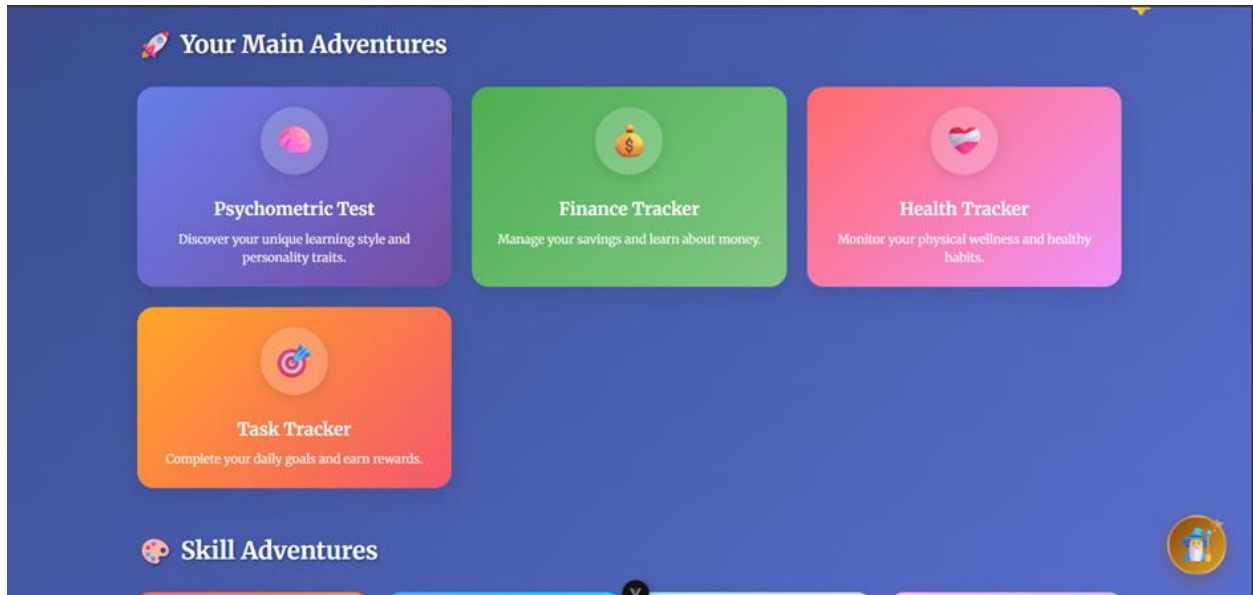 🚀 Your Main Adventures
Psychometric Test
Discover your unique learning style and
personality traits.
Finance Tracker
Manage your savings and learn about money.
Health Tracker
Monitor your physical wellness and healthy
habits.
Task Tracker
Complete your daily goals and earn rewards.
🎨 Skill Adventures